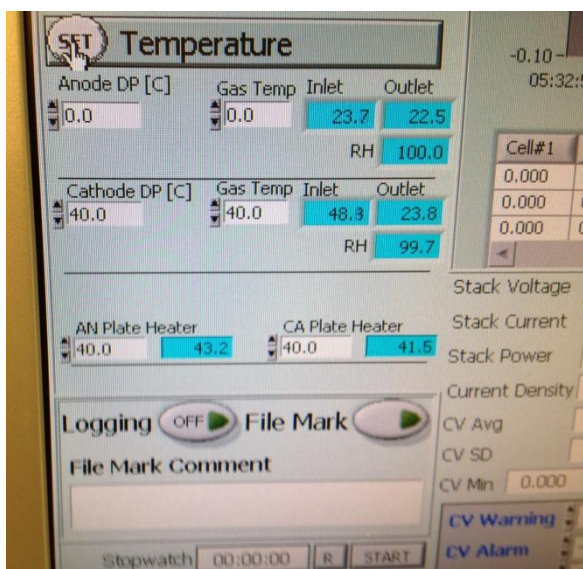 SET Temperature
-0.10
05:32:
Anode DP [C] Gas Temp Inlet Outlet
0.0 0.0 23.7 22.5
RH 100.0
Cell#1
0.000
0.000
0.000
Cathode DP [C] Gas Temp Inlet Outlet
40.0 40.0 48.3 23.8
RH 99.7
AN Plate Heater CA Plate Heater
40.0 43.2 40.0 41.5
Stack Voltage
Stack Current
Stack Power
Current Density
Logging OFF File Mark
File Mark Comment
CV Avg
CV SD
CV Min 0.000
CV Warning
CV Alarm
Stopwatch 00:00:00 R START